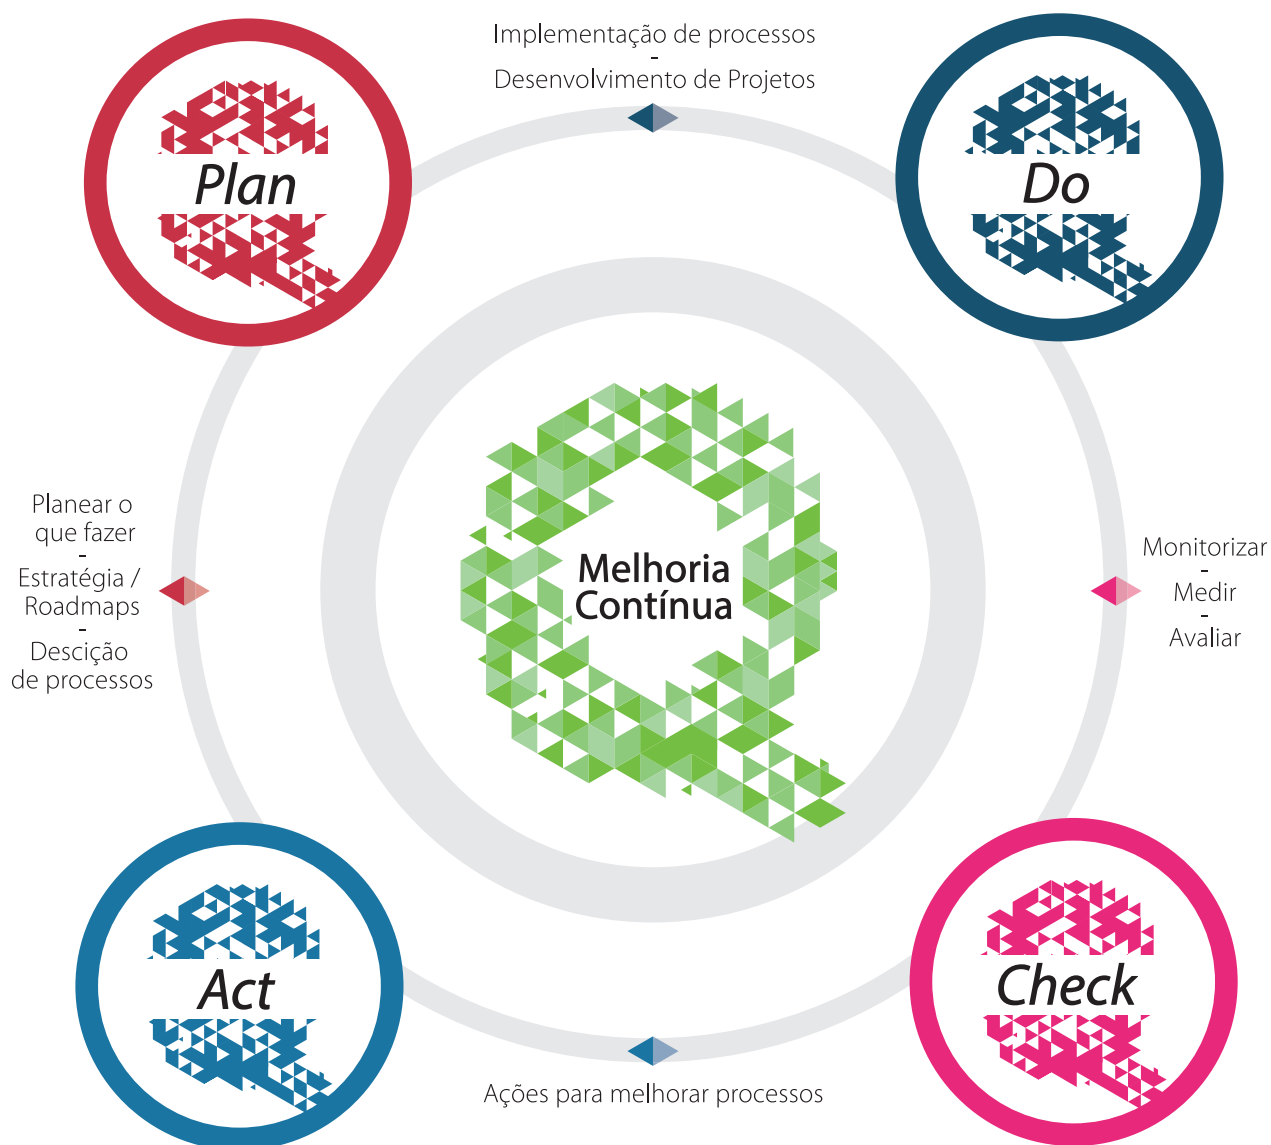 Implementação de processos
-
Desenvolvimento de Projetos
Plan
Do
Planear o
que fazer
-
Estratégia /
Roadmaps
-
Descição
de processos
Melhoria
Contínua
Monitorizar
-
Medir
-
Avaliar
Act
Check
Ações para melhorar processos